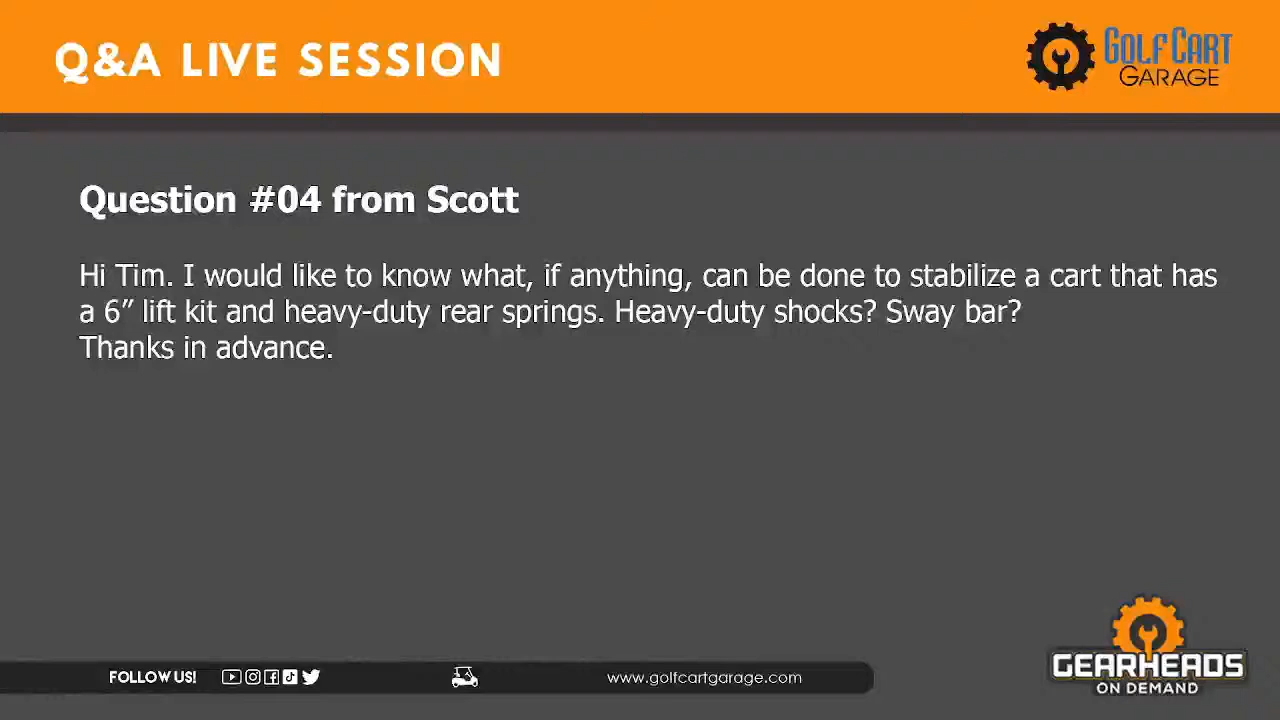 Q&A LIVE SESSION
GOLF CART
GARAGE
Question #04 from Scott
Hi Tim. I would like to know what, if anything, can be done to stabilize a cart that has
a 6” lift kit and heavy-duty rear springs. Heavy-duty shocks? Sway bar?
Thanks in advance.
FOLLOW US!
www.golfcartgarage.com
GEARHEADS
ON DEMAND